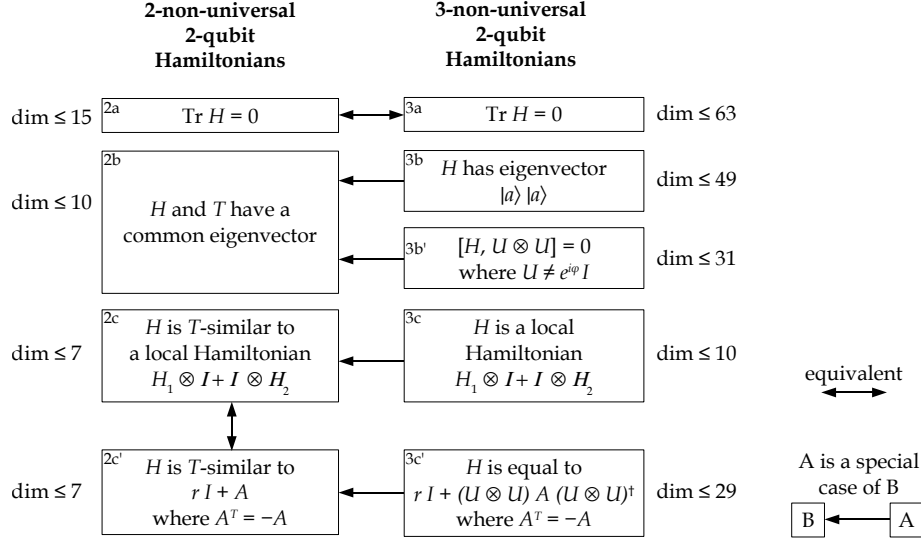 2-non-universal
2-qubit
Hamiltonians
3-non-universal
2-qubit
Hamiltonians
dim ≤ 15
2a
Tr H = 0
3a
Tr H = 0
dim ≤ 63
dim ≤ 10
2b
H and T have a
common eigenvector
3b
H has eigenvector
|a⟩ |a⟩
dim ≤ 49
3b'
[H, U ⊗ U] = 0
where U ≠ e^{iφ} I
dim ≤ 31
dim ≤ 7
2c
H is T-similar to
a local Hamiltonian
H₁ ⊗ I + I ⊗ H₂
3c
H is a local
Hamiltonian
H₁ ⊗ I + I ⊗ H₂
dim ≤ 10
dim ≤ 7
2c'
H is T-similar to
r I + A
where Aᵀ = −A
3c'
H is equal to
r I + (U ⊗ U) A (U ⊗ U)†
where Aᵀ = −A
dim ≤ 29
equivalent
A is a special
case of B
B
A